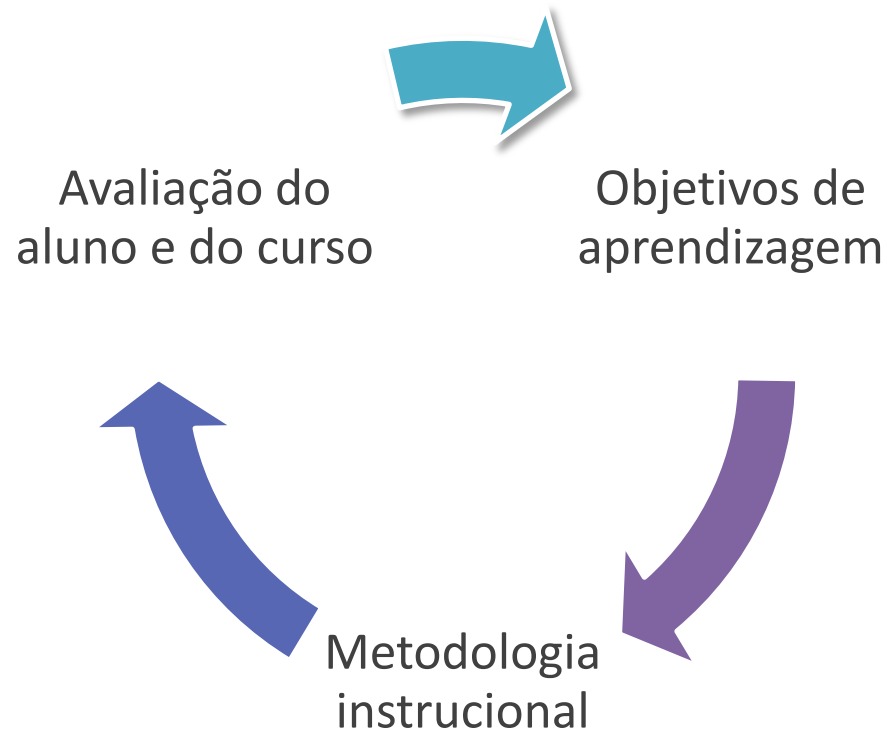 Avaliação do
aluno e do curso
Objetivos de
aprendizagem
Metodologia
instrucional